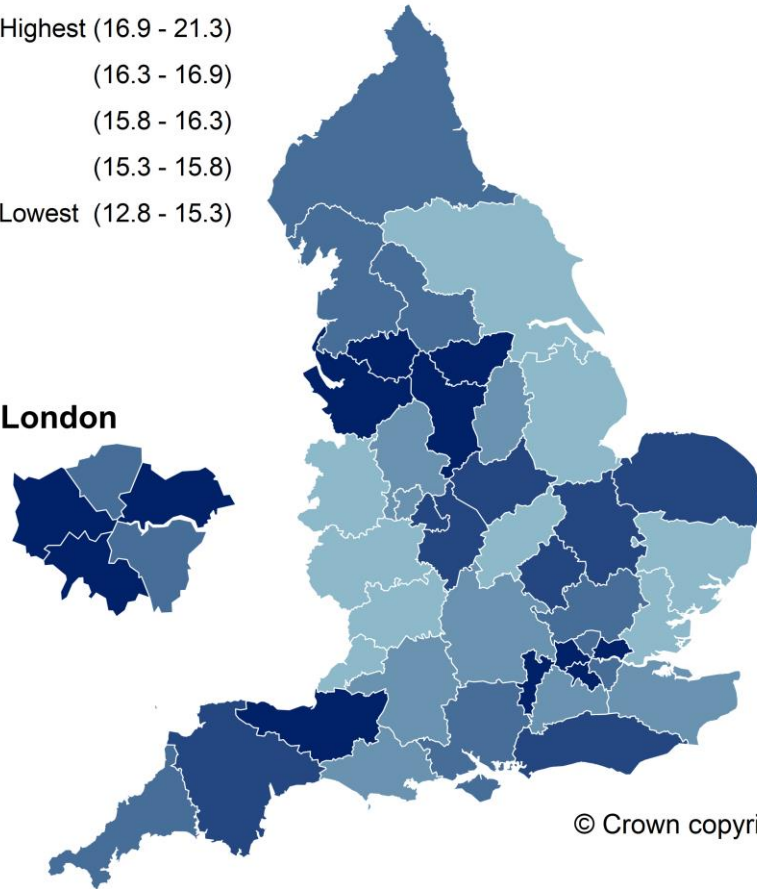 Highest (16.9 - 21.3)
(16.3 - 16.9)
(15.8 - 16.3)
(15.3 - 15.8)
Lowest (12.8 - 15.3)
London
© Crown copyri